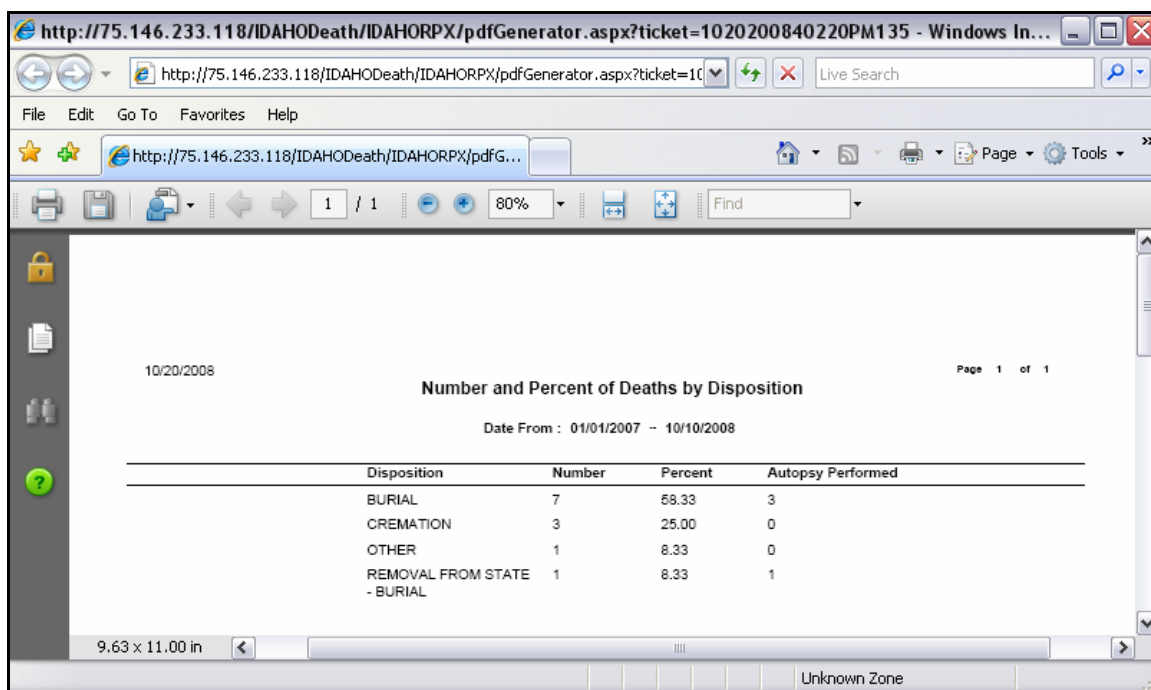 http://75.146.233.118/IDAHODeath/IDAHORPX/pdfGenerator.aspx?ticket=1020200840220PM135 - Windows In...
http://75.146.233.118/IDAHODeath/IDAHORPX/pdfGenerator.aspx?ticket=10 Live Search
File Edit Go To Favorites Help
http://75.146.233.118/IDAHODeath/IDAHORPX/pdfG... Page Tools »
1 / 1 80% Find
10/20/2008 Page 1 of 1
Number and Percent of Deaths by Disposition
Date From : 01/01/2007 -- 10/10/2008
Disposition Number Percent Autopsy Performed
BURIAL 7 58.33 3
CREMATION 3 25.00 0
OTHER 1 8.33 0
REMOVAL FROM STATE 1 8.33 1
- BURIAL
9.63 x 11.00 in
Unknown Zone